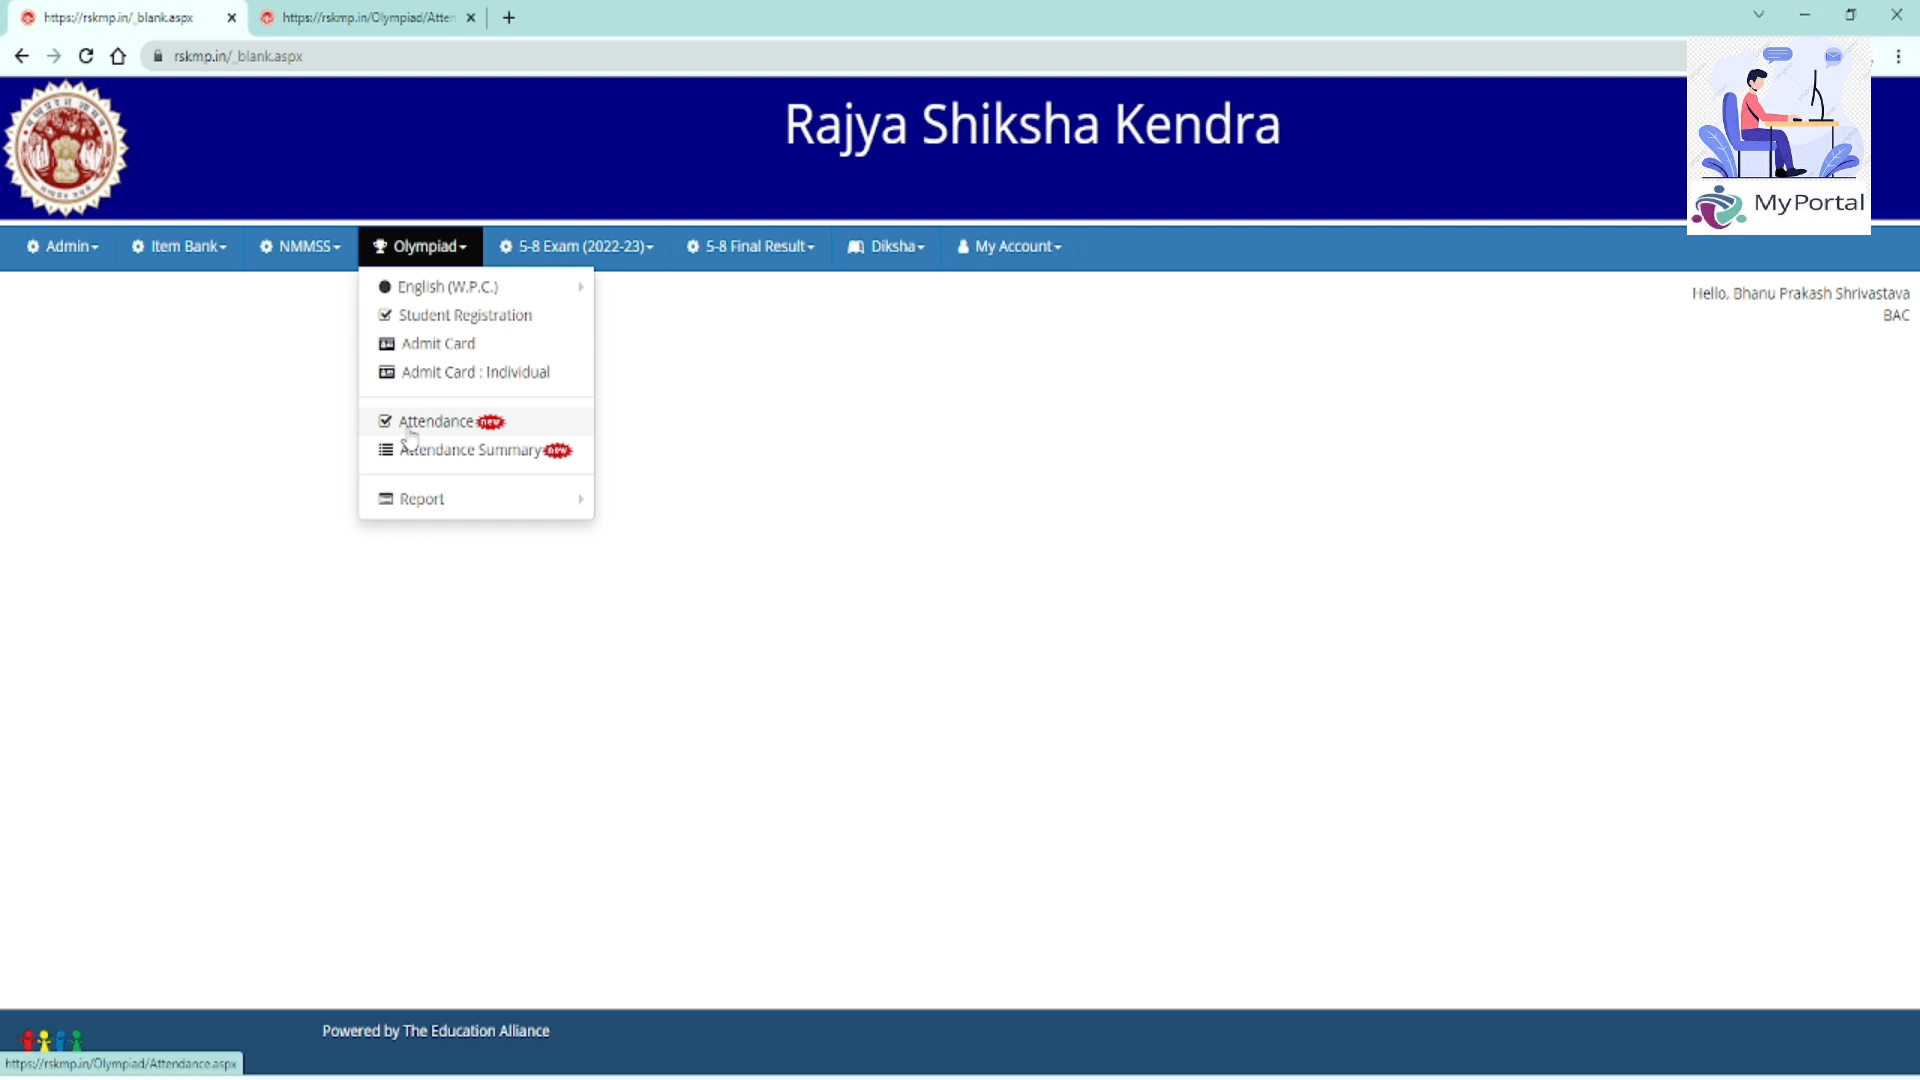 https://rskmp.in/_blank.aspx
https://rskmp.in/Olympiad/Atten
rskmp.in/_blank.aspx
Rajya Shiksha Kendra
MyPortal
Admin
Item Bank
NMMSS
Olympiad
5-8 Exam (2022-23)
5-8 Final Result
Diksha
My Account
English (W.P.C.)
Student Registration
Admit Card
Admit Card : Individual
Attendance new
Attendance Summary new
Report
Hello, Bhanu Prakash Shrivastava
BAC
Powered by The Education Alliance
https://rskmp.in/Olympiad/Attendance.aspx